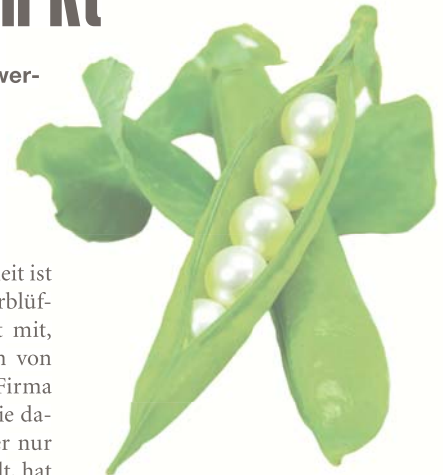 wer-
eit ist
rblüf-
t mit,
n von
Firma
ie da-
er nur
lt hat